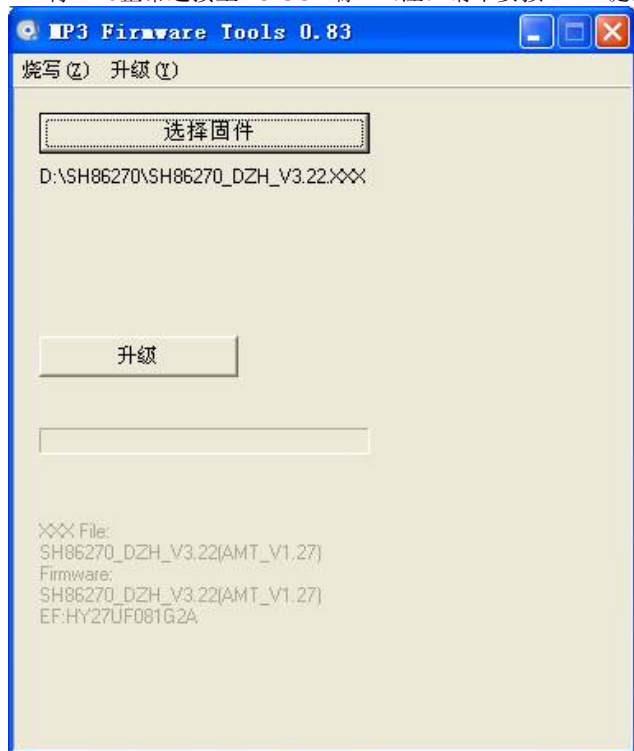 MP3 Firmware Tools 0.83
烧写(Z) 升级(Y)
选择固件
D:\SH86270\SH86270_DZH_V3.22.XXX
升级
XXX File:
SH86270_DZH_V3.22(AMT_V1.27)
Firmware:
SH86270_DZH_V3.22(AMT_V1.27)
EF:HY27UF081G2A